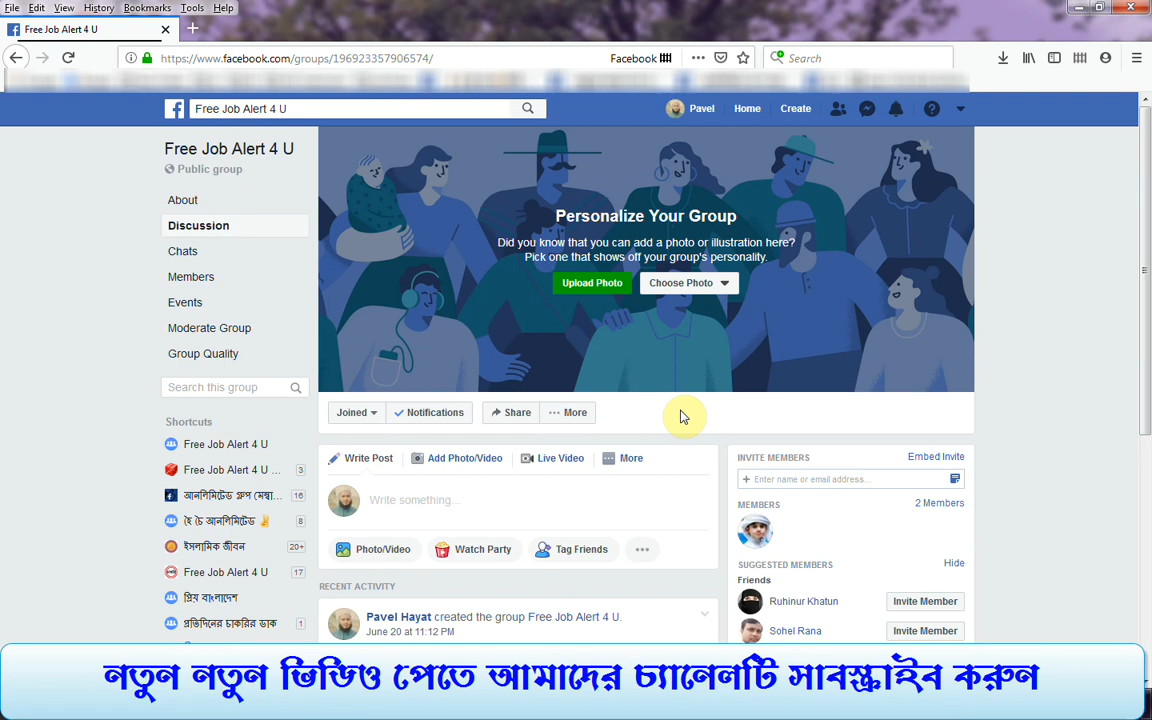 File Edit View History Bookmarks Tools Help
Free Job Alert 4 U
https://www.facebook.com/groups/196923357906574/
Facebook
Search
Free Job Alert 4 U
Pavel Home Create
Free Job Alert 4 U
Public group
About
Discussion
Chats
Members
Events
Moderate Group
Group Quality
Search this group
Shortcuts
Free Job Alert 4 U
Free Job Alert 4 U ... 3
আনলিমিটেড গ্রুপ মেম্বা... 16
হৈ চৈ আনলিমিটেড 8
ইসলামিক জীবন 20+
Free Job Alert 4 U 17
প্রিয় বাংলাদেশ
প্রতিদিনের চাকরির ডাক 1
Personalize Your Group
Did you know that you can add a photo or illustration here?
Pick one that shows off your group's personality.
Upload Photo Choose Photo
Joined Notifications Share More
Write Post Add Photo/Video Live Video More
Write something...
Photo/Video Watch Party Tag Friends
RECENT ACTIVITY
Pavel Hayat created the group Free Job Alert 4 U.
June 20 at 11:12 PM
INVITE MEMBERS Embed Invite
+ Enter name or email address...
MEMBERS 2 Members
SUGGESTED MEMBERS Hide
Friends
Ruhinur Khatun Invite Member
Sohel Rana Invite Member
নতুন নতুন ভিডিও পেতে আমাদের চ্যানেলটি সাবস্ক্রাইব করুন